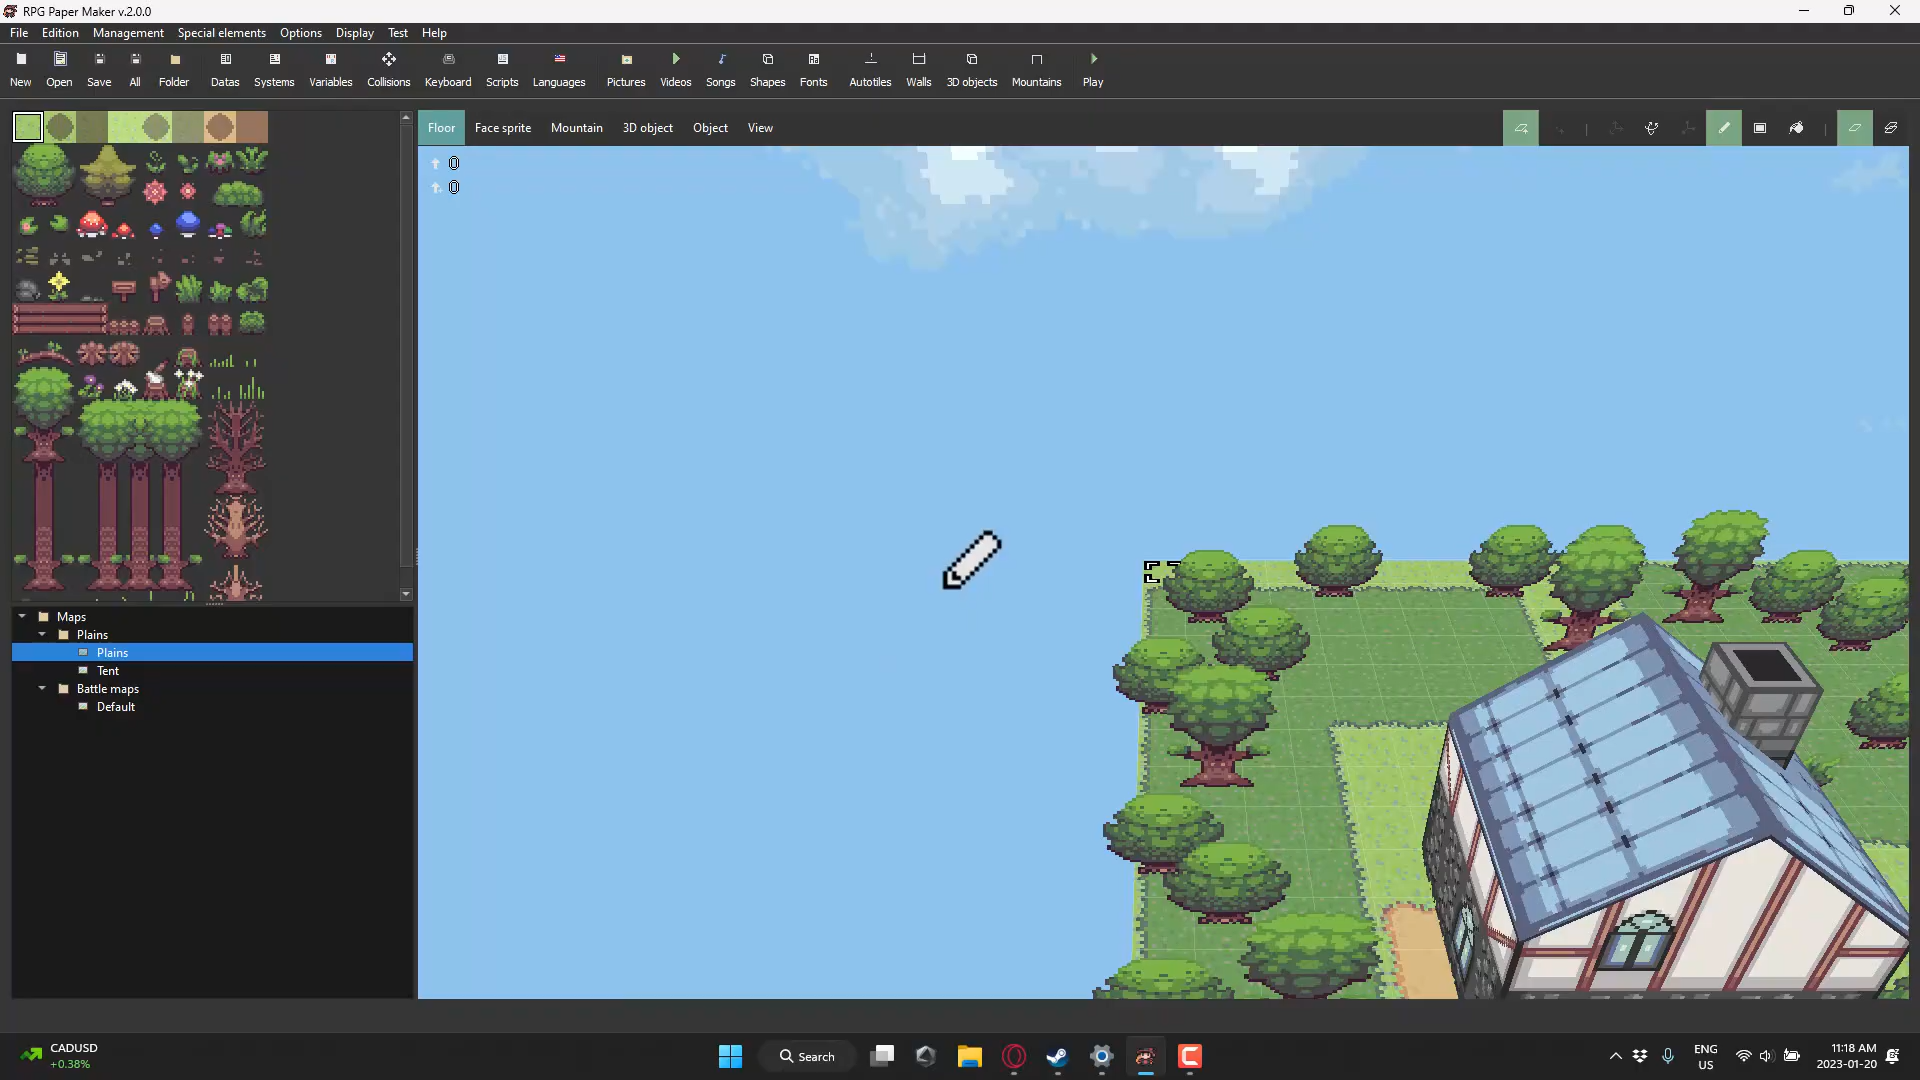 RPG Paper Maker v.2.0.0
File Edition Management Special elements Options Display Test Help
New Open Save All Folder Datas Systems Variables Collisions Keyboard Scripts Languages Pictures Videos Songs Shapes Fonts Autotiles Walls 3D objects Mountains Play
Floor Face sprite Mountain 3D object Object View
0
0
Maps
Plains
Plains
Tent
Battle maps
Default
CADUSD
+0.38%
Search
ENG
US
11:18 AM
2023-01-20